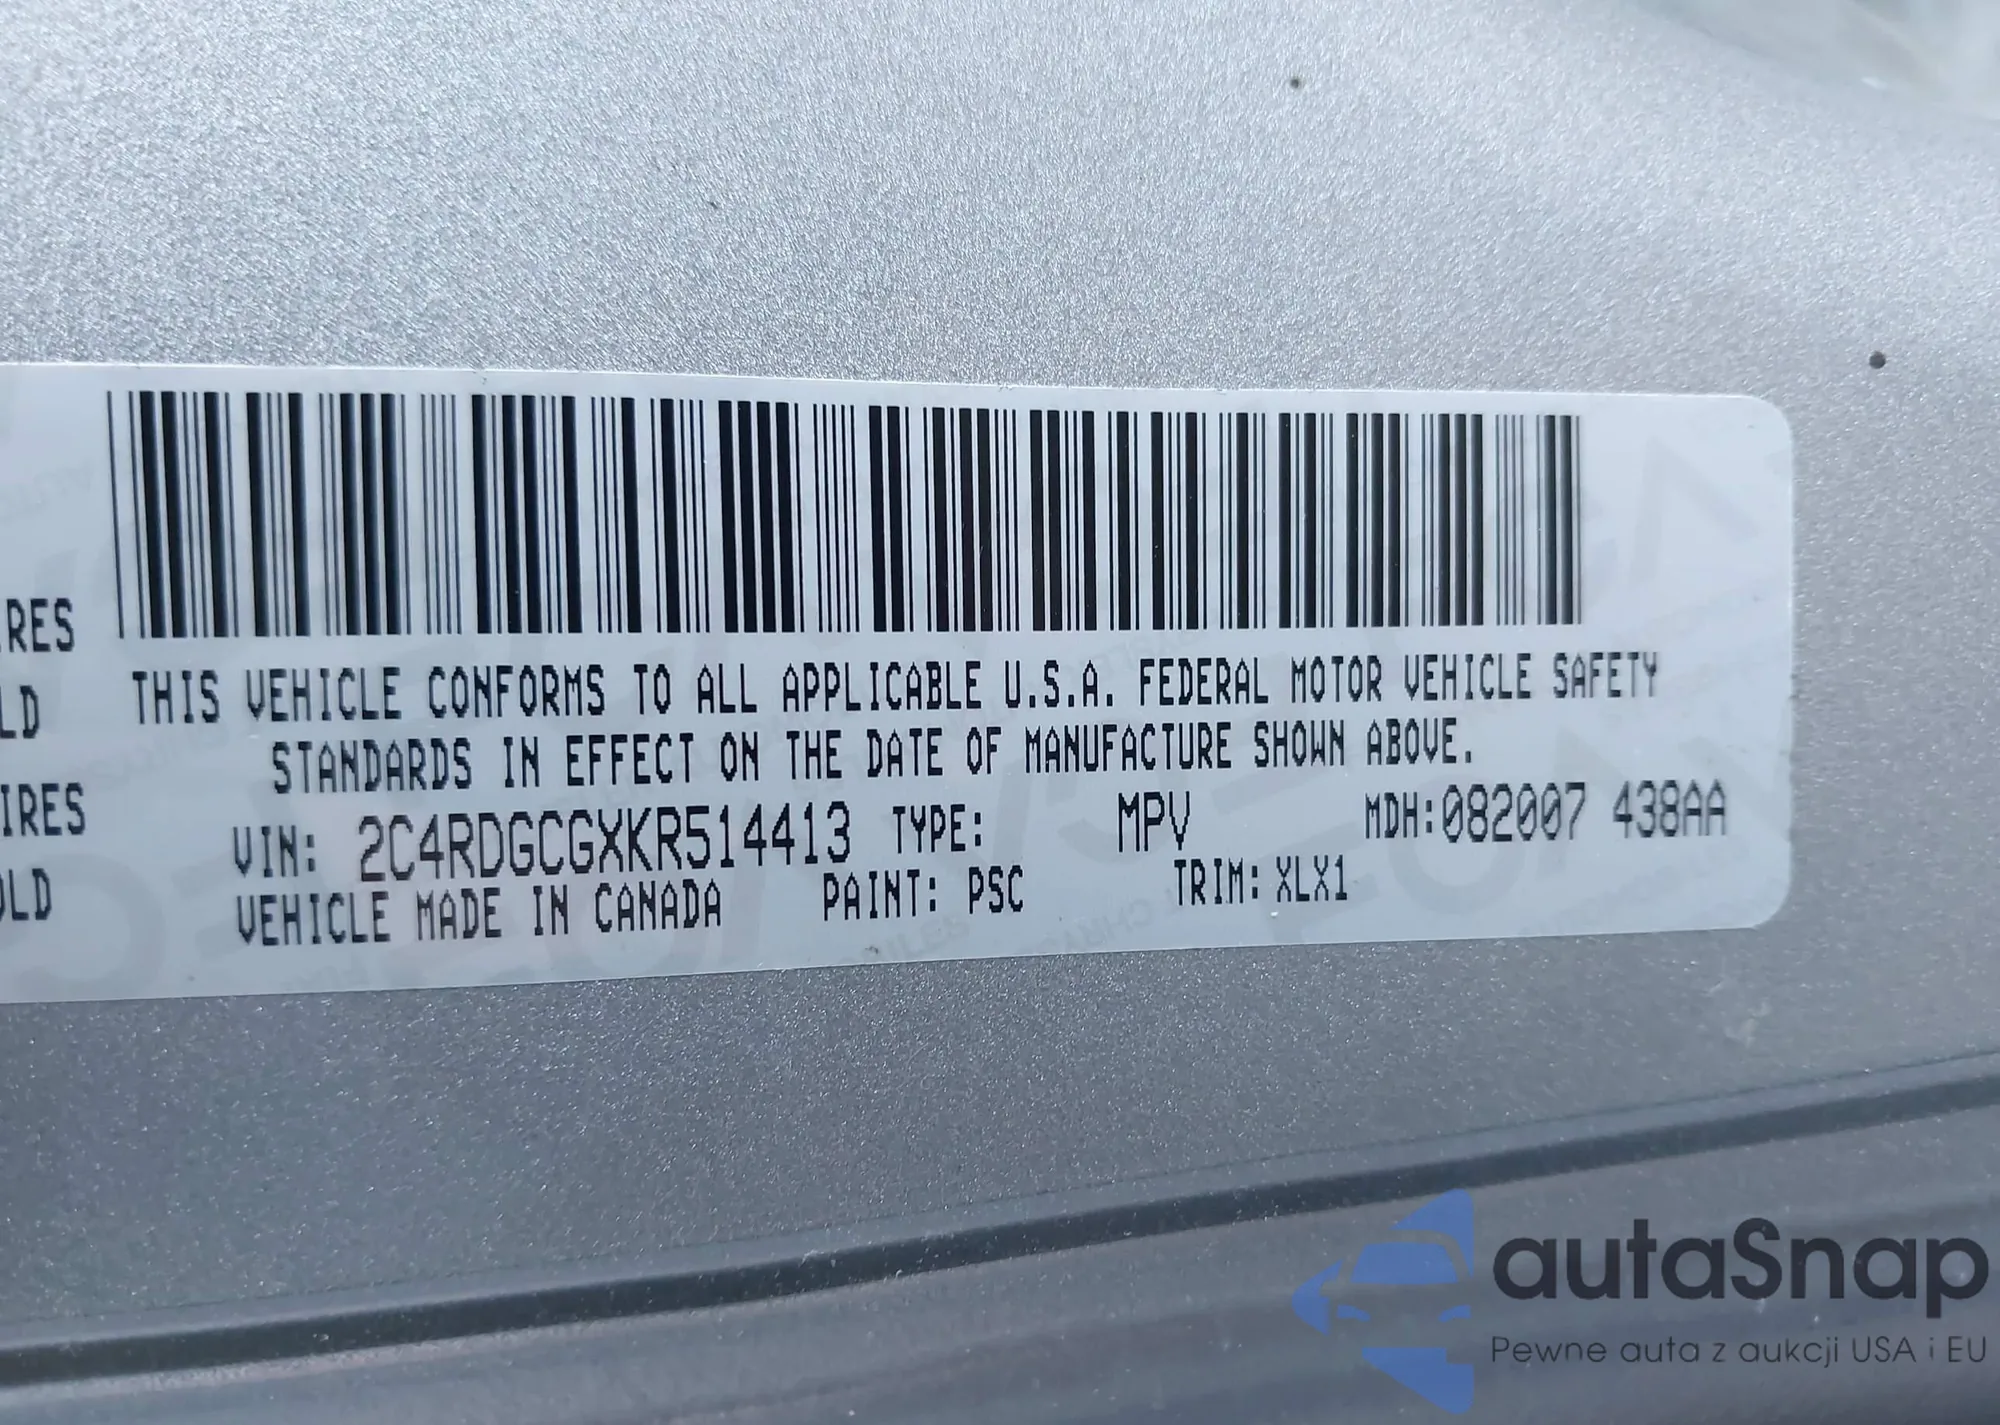 RES
LD
IRES
OLD
THIS VEHICLE CONFORMS TO ALL APPLICABLE U.S.A. FEDERAL MOTOR VEHICLE SAFETY
STANDARDS IN EFFECT ON THE DATE OF MANUFACTURE SHOWN ABOVE.
VIN: 2C4RDGCGXKR514413 TYPE: MPV MDH:082007 438AA
VEHICLE MADE IN CANADA PAINT: PSC TRIM: XLX1
autaSnap
Pewne auta z aukcji USA i EU